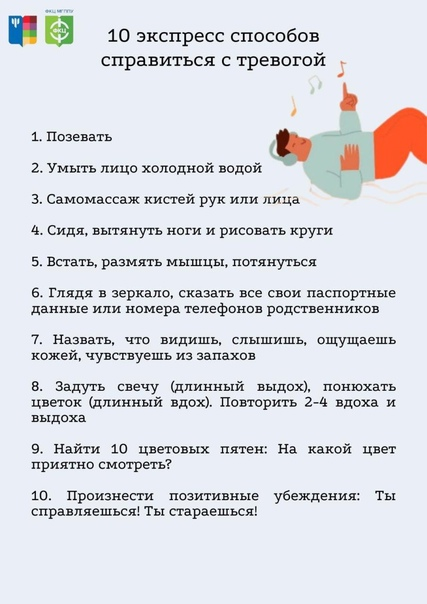 ФКЦ МГППУ
ФКЦ
10 экспресс способов
справиться с тревогой
1. Позевать
2. Умыть лицо холодной водой
3. Самомассаж кистей рук или лица
4. Сидя, вытянуть ноги и рисовать круги
5. Встать, размять мышцы, потянуться
6. Глядя в зеркало, сказать все свои паспортные
данные или номера телефонов родственников
7. Назвать, что видишь, слышишь, ощущаешь
кожей, чувствуешь из запахов
8. Задуть свечу (длинный выдох), понюхать
цветок (длинный вдох). Повторить 2-4 вдоха и
выдоха
9. Найти 10 цветовых пятен: На какой цвет
приятно смотреть?
10. Произнести позитивные убеждения: Ты
справляешься! Ты стараешься!